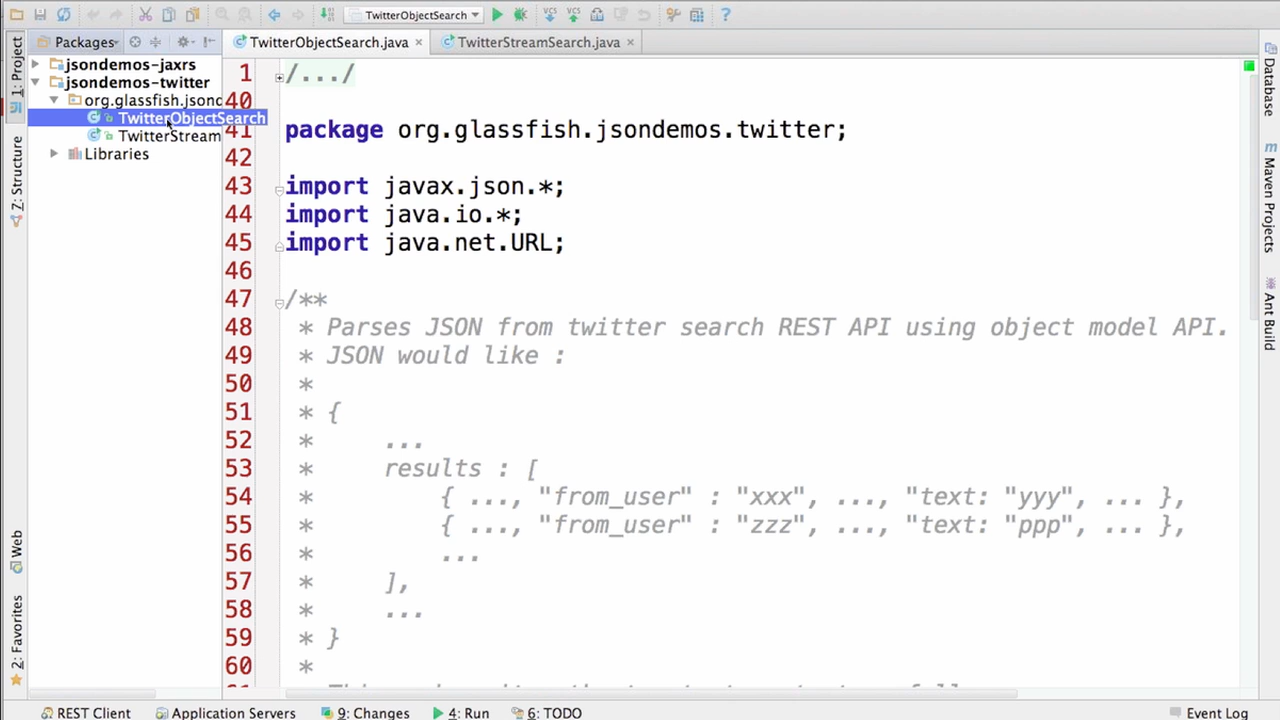 TwitterObjectSearch
Packages
TwitterObjectSearch.java
TwitterStreamSearch.java
1: Project
7: Structure
Web
2: Favorites
jsondemos-jaxrs
jsondemos-twitter
org.glassfish.jsond
TwitterObjectSearch
TwitterStream
Libraries
1 /.../
40
41 package org.glassfish.jsondemos.twitter;
42
43 import javax.json.*;
44 import java.io.*;
45 import java.net.URL;
46
47 /**
48 * Parses JSON from twitter search REST API using object model API.
49 * JSON would like :
50 *
51 * {
52 * ...
53 * results : [
54 * { ..., "from_user" : "xxx", ..., "text: "yyy", ... },
55 * { ..., "from_user" : "zzz", ..., "text: "ppp", ... },
56 * ...
57 * ],
58 * ...
59 * }
60 *
Database
Maven Projects
Ant Build
REST Client Application Servers 9: Changes 4: Run 6: TODO Event Log